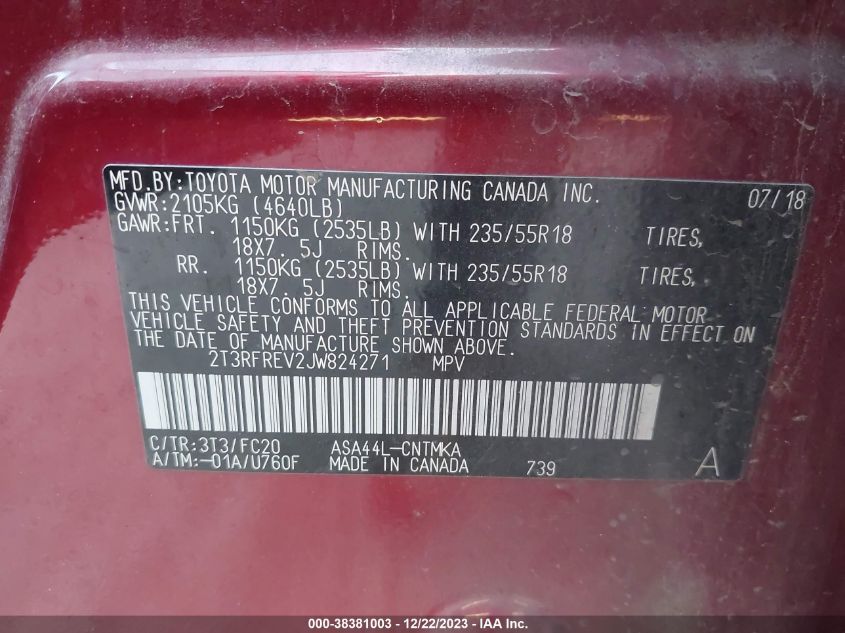 MFD.BY:TOYOTA MOTOR MANUFACTURING CANADA INC. 07/18
GVWR:2105KG (4640LB)
GAWR:FRT. 1150KG (2535LB) WITH 235/55R18 TIRES,
18X7. 5J RIMS.
RR. 1150KG (2535LB) WITH 235/55R18 TIRES,
18X7. 5J RIMS.
THIS VEHICLE CONFORMS TO ALL APPLICABLE FEDERAL MOTOR
VEHICLE SAFETY AND THEFT PREVENTION STANDARDS IN EFFECT ON
THE DATE OF MANUFACTURE SHOWN ABOVE.
2T3RFREV2JW824271 MPV
C/TR:3T3/FC20 ASA44L-CNTMKA
A/TM:-01A/U760F MADE IN CANADA 739 A
000-38381003 - 12/22/2023 - IAA Inc.